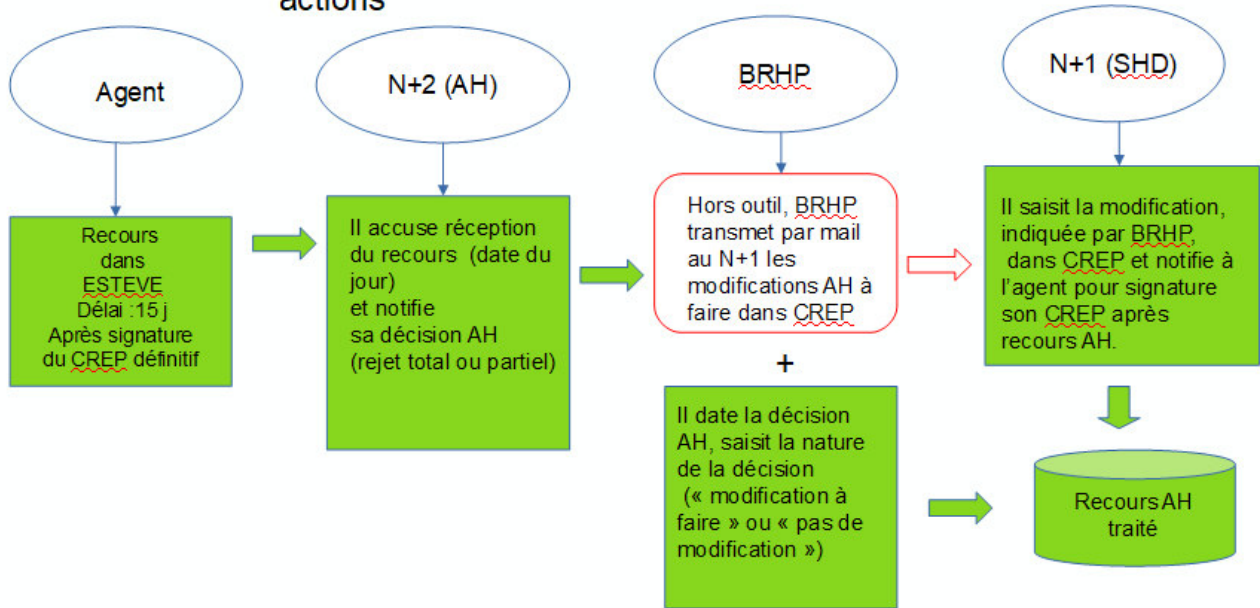 actions
Agent
N+2 (AH)
BRHP
N+1 (SHD)
Recours
dans
ESTEVE
Délai :15 j
Après signature
du CREP définitif
Il accuse réception
du recours (date du
jour)
et notifie
sa décision AH
(rejet total ou partiel)
Hors outil, BRHP
transmet par mail
au N+1 les
modifications AH à
faire dans CREP
+
Il date la décision
AH, saisit la nature
de la décision
(« modification à
faire » ou « pas de
modification »)
Il saisit la modification,
indiquée par BRHP,
dans CREP et notifie à
l'agent pour signature
son CREP après
recours AH.
Recours AH
traité